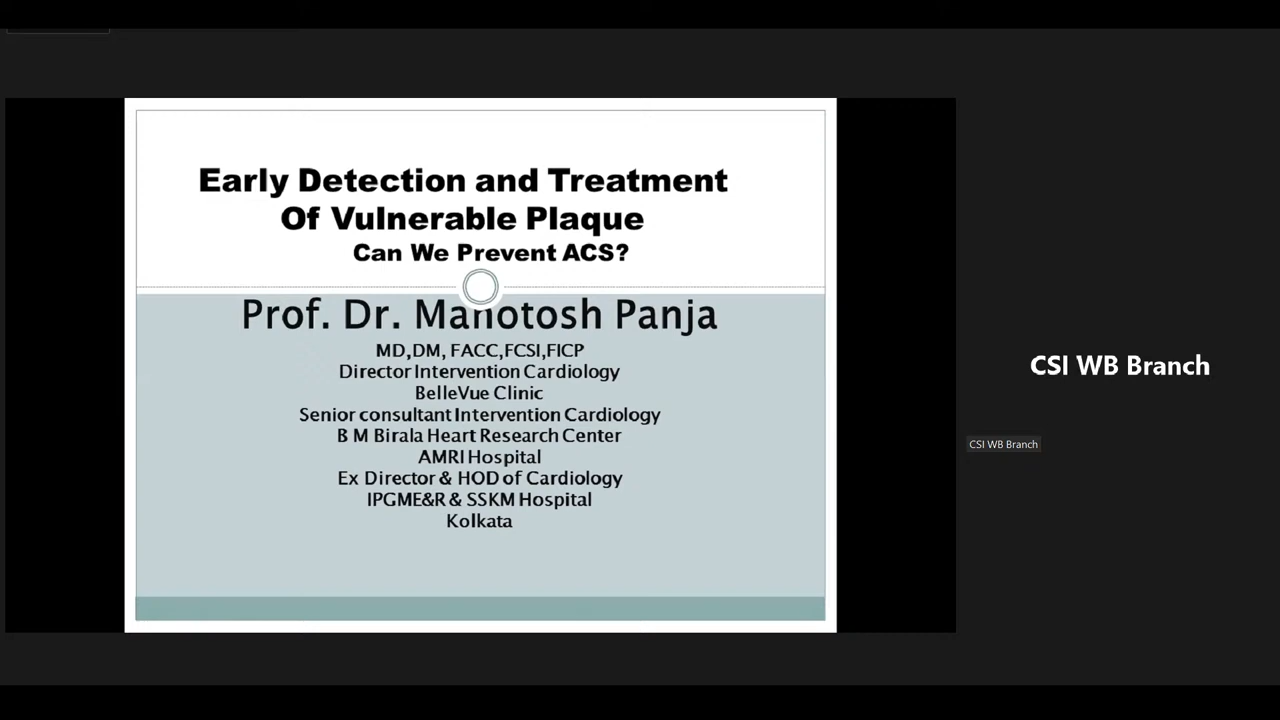 Early Detection and Treatment
Of Vulnerable Plaque
Can We Prevent ACS?
Prof. Dr. Manotosh Panja
MD,DM, FACC,FCSI,FICP
Director Intervention Cardiology
BelleVue Clinic
Senior consultant Intervention Cardiology
B M Birala Heart Research Center
AMRI Hospital
Ex Director & HOD of Cardiology
IPGME&R & SSKM Hospital
Kolkata
CSI WB Branch
CSI WB Branch